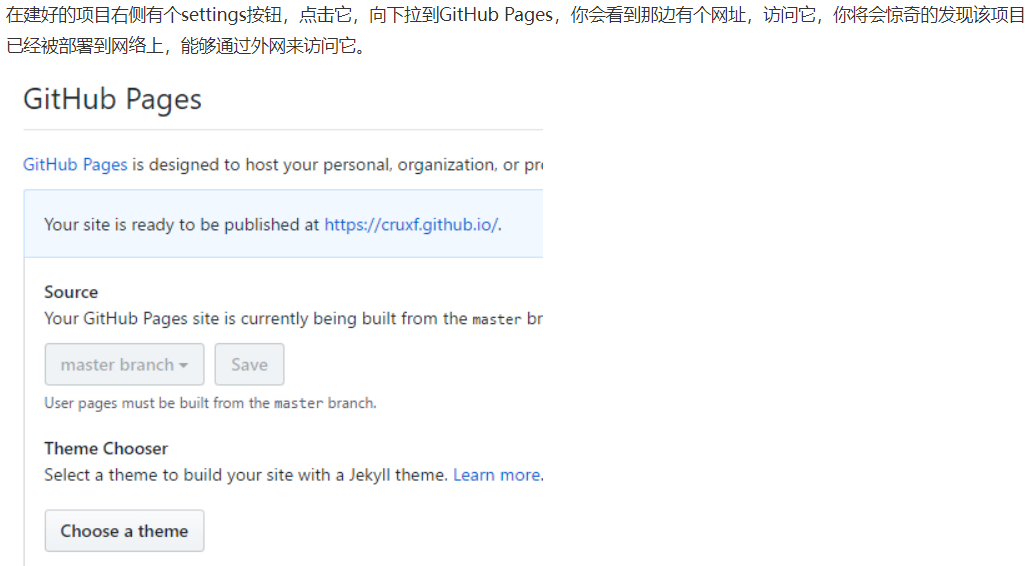 在建好的项目右侧有个settings按钮，点击它，向下拉到GitHub Pages，你会看到那边有个网址，访问它，你将会惊奇的发现该项目
已经被部署到网络上，能够通过外网来访问它。
GitHub Pages
GitHub Pages is designed to host your personal, organization, or pr
Your site is ready to be published at https://cruxf.github.io/.
Source
Your GitHub Pages site is currently being built from the master br
master branch
Save
User pages must be built from the master branch.
Theme Chooser
Select a theme to build your site with a Jekyll theme. Learn more.
Choose a theme